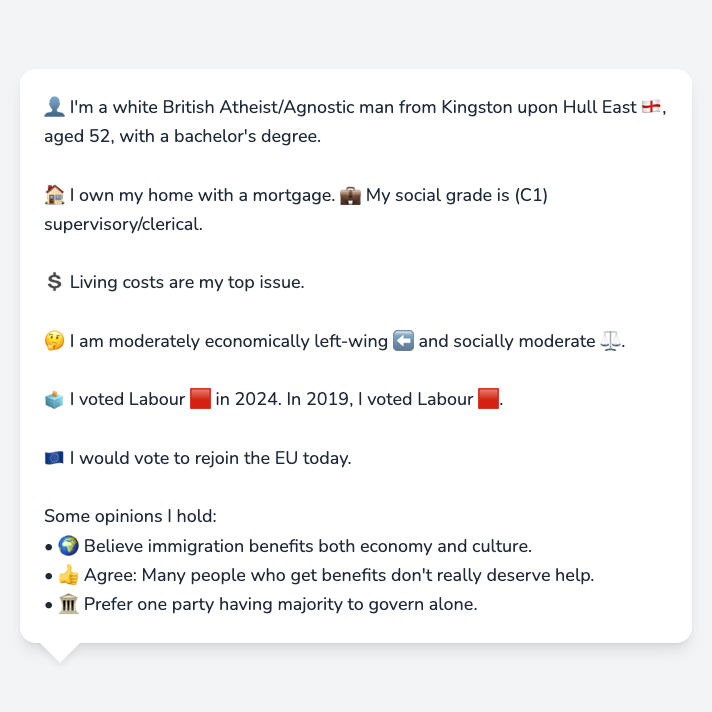 👤 I'm a white British Atheist/Agnostic man from Kingston upon Hull East 🏴󠁧󠁢󠁥󠁮󠁧󠁿,
aged 52, with a bachelor's degree.
🏠 I own my home with a mortgage. 💼 My social grade is (C1)
supervisory/clerical.
💲 Living costs are my top issue.
🤔 I am moderately economically left-wing ⬅️ and socially moderate ⚖️.
🗳️ I voted Labour 🟥 in 2024. In 2019, I voted Labour 🟥.
🇪🇺 I would vote to rejoin the EU today.
Some opinions I hold:
• 🌍 Believe immigration benefits both economy and culture.
• 👍 Agree: Many people who get benefits don't really deserve help.
• 🏛️ Prefer one party having majority to govern alone.